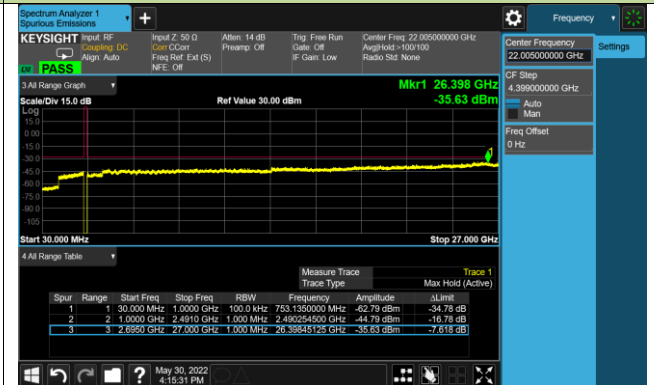 Spectrum Analyzer 1
Spurious Emissions
Frequency
KEYSIGHT Input: RF
Coupling: DC
Align: Auto
Input Z: 50 Ω
Corr CCorr
Freq Ref: Ext (S)
NFE: Off
Atten: 14 dB
Preamp: Off
Trig: Free Run
Gate: Off
IF Gain: Low
Center Freq: 22.005000000 GHz
Avg|Hold:>100/100
Radio Std: None
PASS
Center Frequency
22.005000000 GHz
Settings
CF Step
4.399000000 GHz
Auto
Man
Freq Offset
0 Hz
3 All Range Graph
Mkr1 26.398 GHz
Scale/Div 15.0 dB
Ref Value 30.00 dBm
-35.63 dBm
Log
15.0
0.00
-15.0
-30.0
-45.0
-60.0
-75.0
-90.0
-105
1
Start 30.000 MHz
Stop 27.000 GHz
4 All Range Table
Measure Trace Trace 1
Trace Type Max Hold (Active)
Spur Range Start Freq Stop Freq RBW Frequency Amplitude ΔLimit
1 1 30.000 MHz 1.0000 GHz 100.0 kHz 753.1350000 MHz -62.79 dBm -34.78 dB
2 2 1.0000 GHz 2.4910 GHz 1.000 MHz 2.490254500 GHz -44.79 dBm -16.78 dB
3 3 2.6950 GHz 27.000 GHz 1.000 MHz 26.39845125 GHz -35.63 dBm -7.618 dB
May 30, 2022
4:15:31 PM